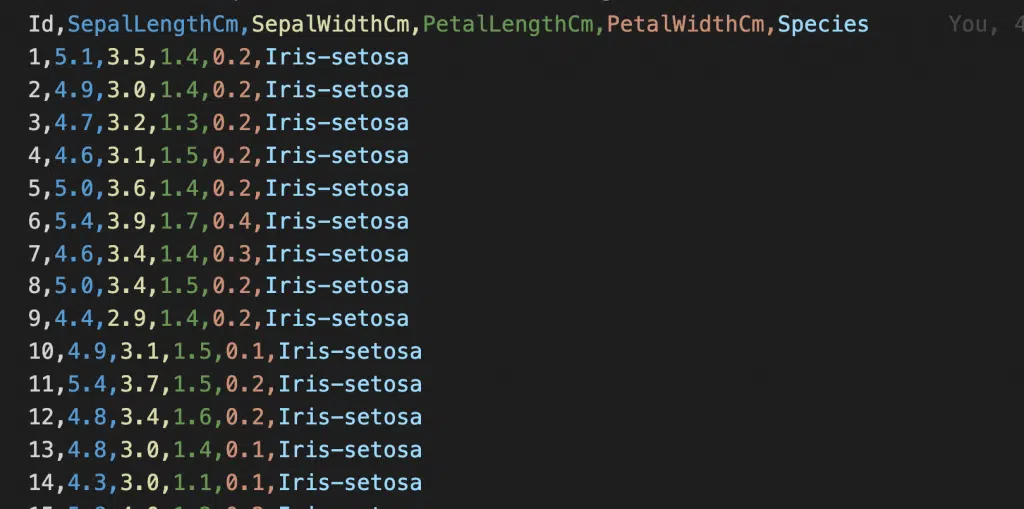 Id,SepalLengthCm,SepalWidthCm,PetalLengthCm,PetalWidthCm,Species You, 4
1,5.1,3.5,1.4,0.2,Iris-setosa
2,4.9,3.0,1.4,0.2,Iris-setosa
3,4.7,3.2,1.3,0.2,Iris-setosa
4,4.6,3.1,1.5,0.2,Iris-setosa
5,5.0,3.6,1.4,0.2,Iris-setosa
6,5.4,3.9,1.7,0.4,Iris-setosa
7,4.6,3.4,1.4,0.3,Iris-setosa
8,5.0,3.4,1.5,0.2,Iris-setosa
9,4.4,2.9,1.4,0.2,Iris-setosa
10,4.9,3.1,1.5,0.1,Iris-setosa
11,5.4,3.7,1.5,0.2,Iris-setosa
12,4.8,3.4,1.6,0.2,Iris-setosa
13,4.8,3.0,1.4,0.1,Iris-setosa
14,4.3,3.0,1.1,0.1,Iris-setosa